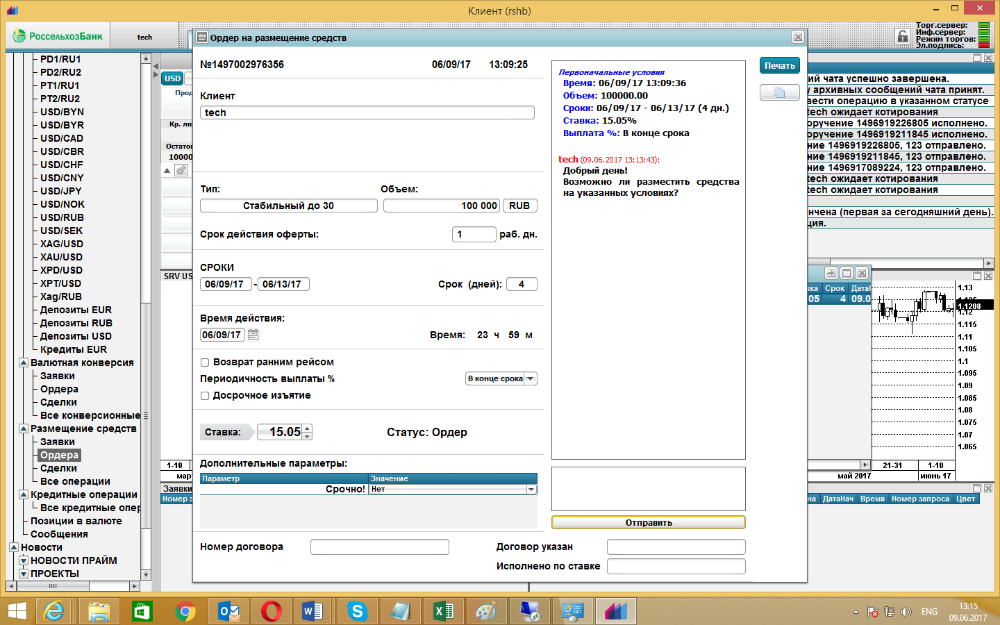 Клиент (rshb)
РоссельхозБанк
tech
Торг.сервер:
Инф.сервер:
Режим торгов:
Эл.подпись:
PD1/RU1
PD2/RU2
PT1/RU1
PT2/RU2
USD/BYN
USD/BYR
USD/CAD
USD/CBR
USD/CHF
USD/CNY
USD/JPY
USD/NOK
USD/RUB
USD/SEK
XAG/USD
XAU/USD
XPD/USD
XPT/USD
Xag/RUB
Депозиты EUR
Депозиты RUB
Депозиты USD
Кредиты EUR
Валютная конверсия
Заявки
Ордера
Сделки
Все конверсионные
Размещение средств
Заявки
Ордера
Сделки
Все операции
Кредитные операции
Все кредитные опер
Позиции в валюте
Сообщения
Новости
НОВОСТИ ПРАЙМ
ПРОЕКТЫ
USD
Прод
Кр. ли
Остаток
10000
SRV US
1-10
мар
Заявки
Номер з
Ордер на размещение средств
№1497002976356 06/09/17 13:09:25
Клиент
tech
Тип: Объем:
Стабильный до 30 100 000 RUB
Срок действия оферты: 1 раб. дн.
СРОКИ
06/09/17 - 06/13/17 Срок (дней): 4
Время действия:
06/09/17 Время: 23 ч 59 м
Возврат ранним рейсом
Периодичность выплаты % В конце срока
Досрочное изъятие
Ставка: 15.05 Статус: Ордер
Дополнительные параметры:
Параметр Значение
Срочно! Нет
Номер договора Договор указан
Исполнено по ставке
Первоначальные условия
Время: 06/09/17 13:09:36
Объем: 100000.00
Сроки: 06/09/17 - 06/13/17 (4 дн.)
Ставка: 15.05%
Выплата %: В конце срока
tech (09.06.2017 13:13:43):
Добрый день!
Возможно ли разместить средства
на указанных условиях?
Отправить
Печать
ий чата успешно завершена.
у архивных сообщений чата принят.
вести операцию в указанном статусе
tech ожидает котирования
оручение 1496919226805 исполнено.
оручение 1496919211845 исполнено.
ние 1496919226805, 123 отправлено.
ние 1496919211845, 123 отправлено.
ние 1496917089224, 123 отправлено.
tech ожидает котирования
tech ожидает котирования
нчена (первая за сегодняшний день).
ция.
вка Срок ДатаН
05 4 09.0
1.13
1.1208
1.12
1.115
1.11
1.105
1.1
1.095
1.09
1.085
1.08
1.075
1.07
1.065
21-31 1-10
май 2017 июнь 17
на ДатаНач Время Номер запроса Цвет
ENG
13:15
09.06.2017